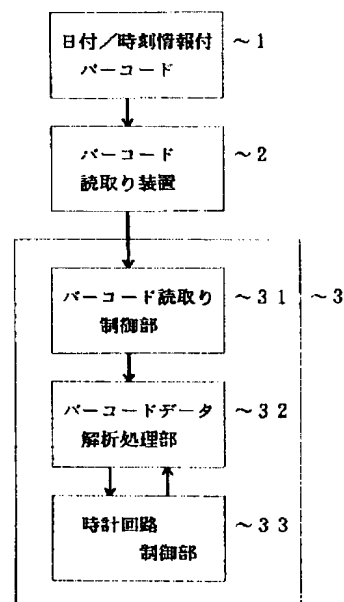 日付／時刻情報付 ～1
バーコード
バーコード ～2
読取り装置
バーコード読取り ～31 ～3
制御部
バーコードデータ ～32
解析処理部
時計回路 ～33
制御部